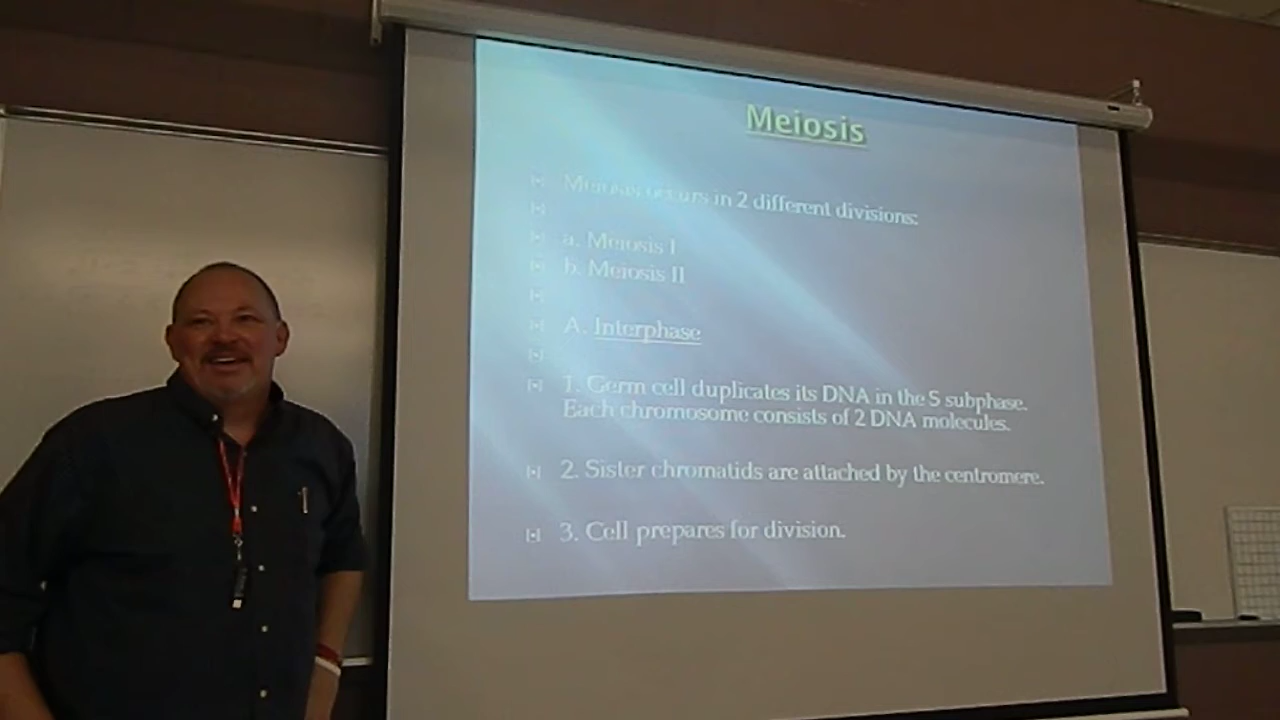 Meiosis
Meiosis occurs in 2 different divisions:
a. Meiosis I
b. Meiosis II
A. Interphase
1. Germ cell duplicates its DNA in the S subphase.
Each chromosome consists of 2 DNA molecules.
2. Sister chromatids are attached by the centromere.
3. Cell prepares for division.